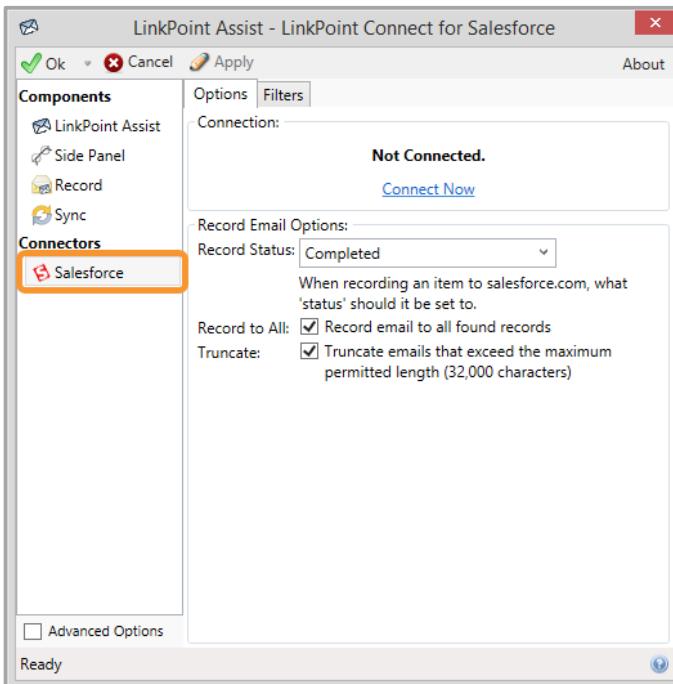 LinkPoint Assist - LinkPoint Connect for Salesforce
Ok Cancel Apply About
Components
LinkPoint Assist
Side Panel
Record
Sync
Connectors
Salesforce
Options Filters
Connection:
Not Connected.
Connect Now
Record Email Options:
Record Status: Completed
When recording an item to salesforce.com, what
'status' should it be set to.
Record to All: Record email to all found records
Truncate: Truncate emails that exceed the maximum
permitted length (32,000 characters)
Advanced Options
Ready